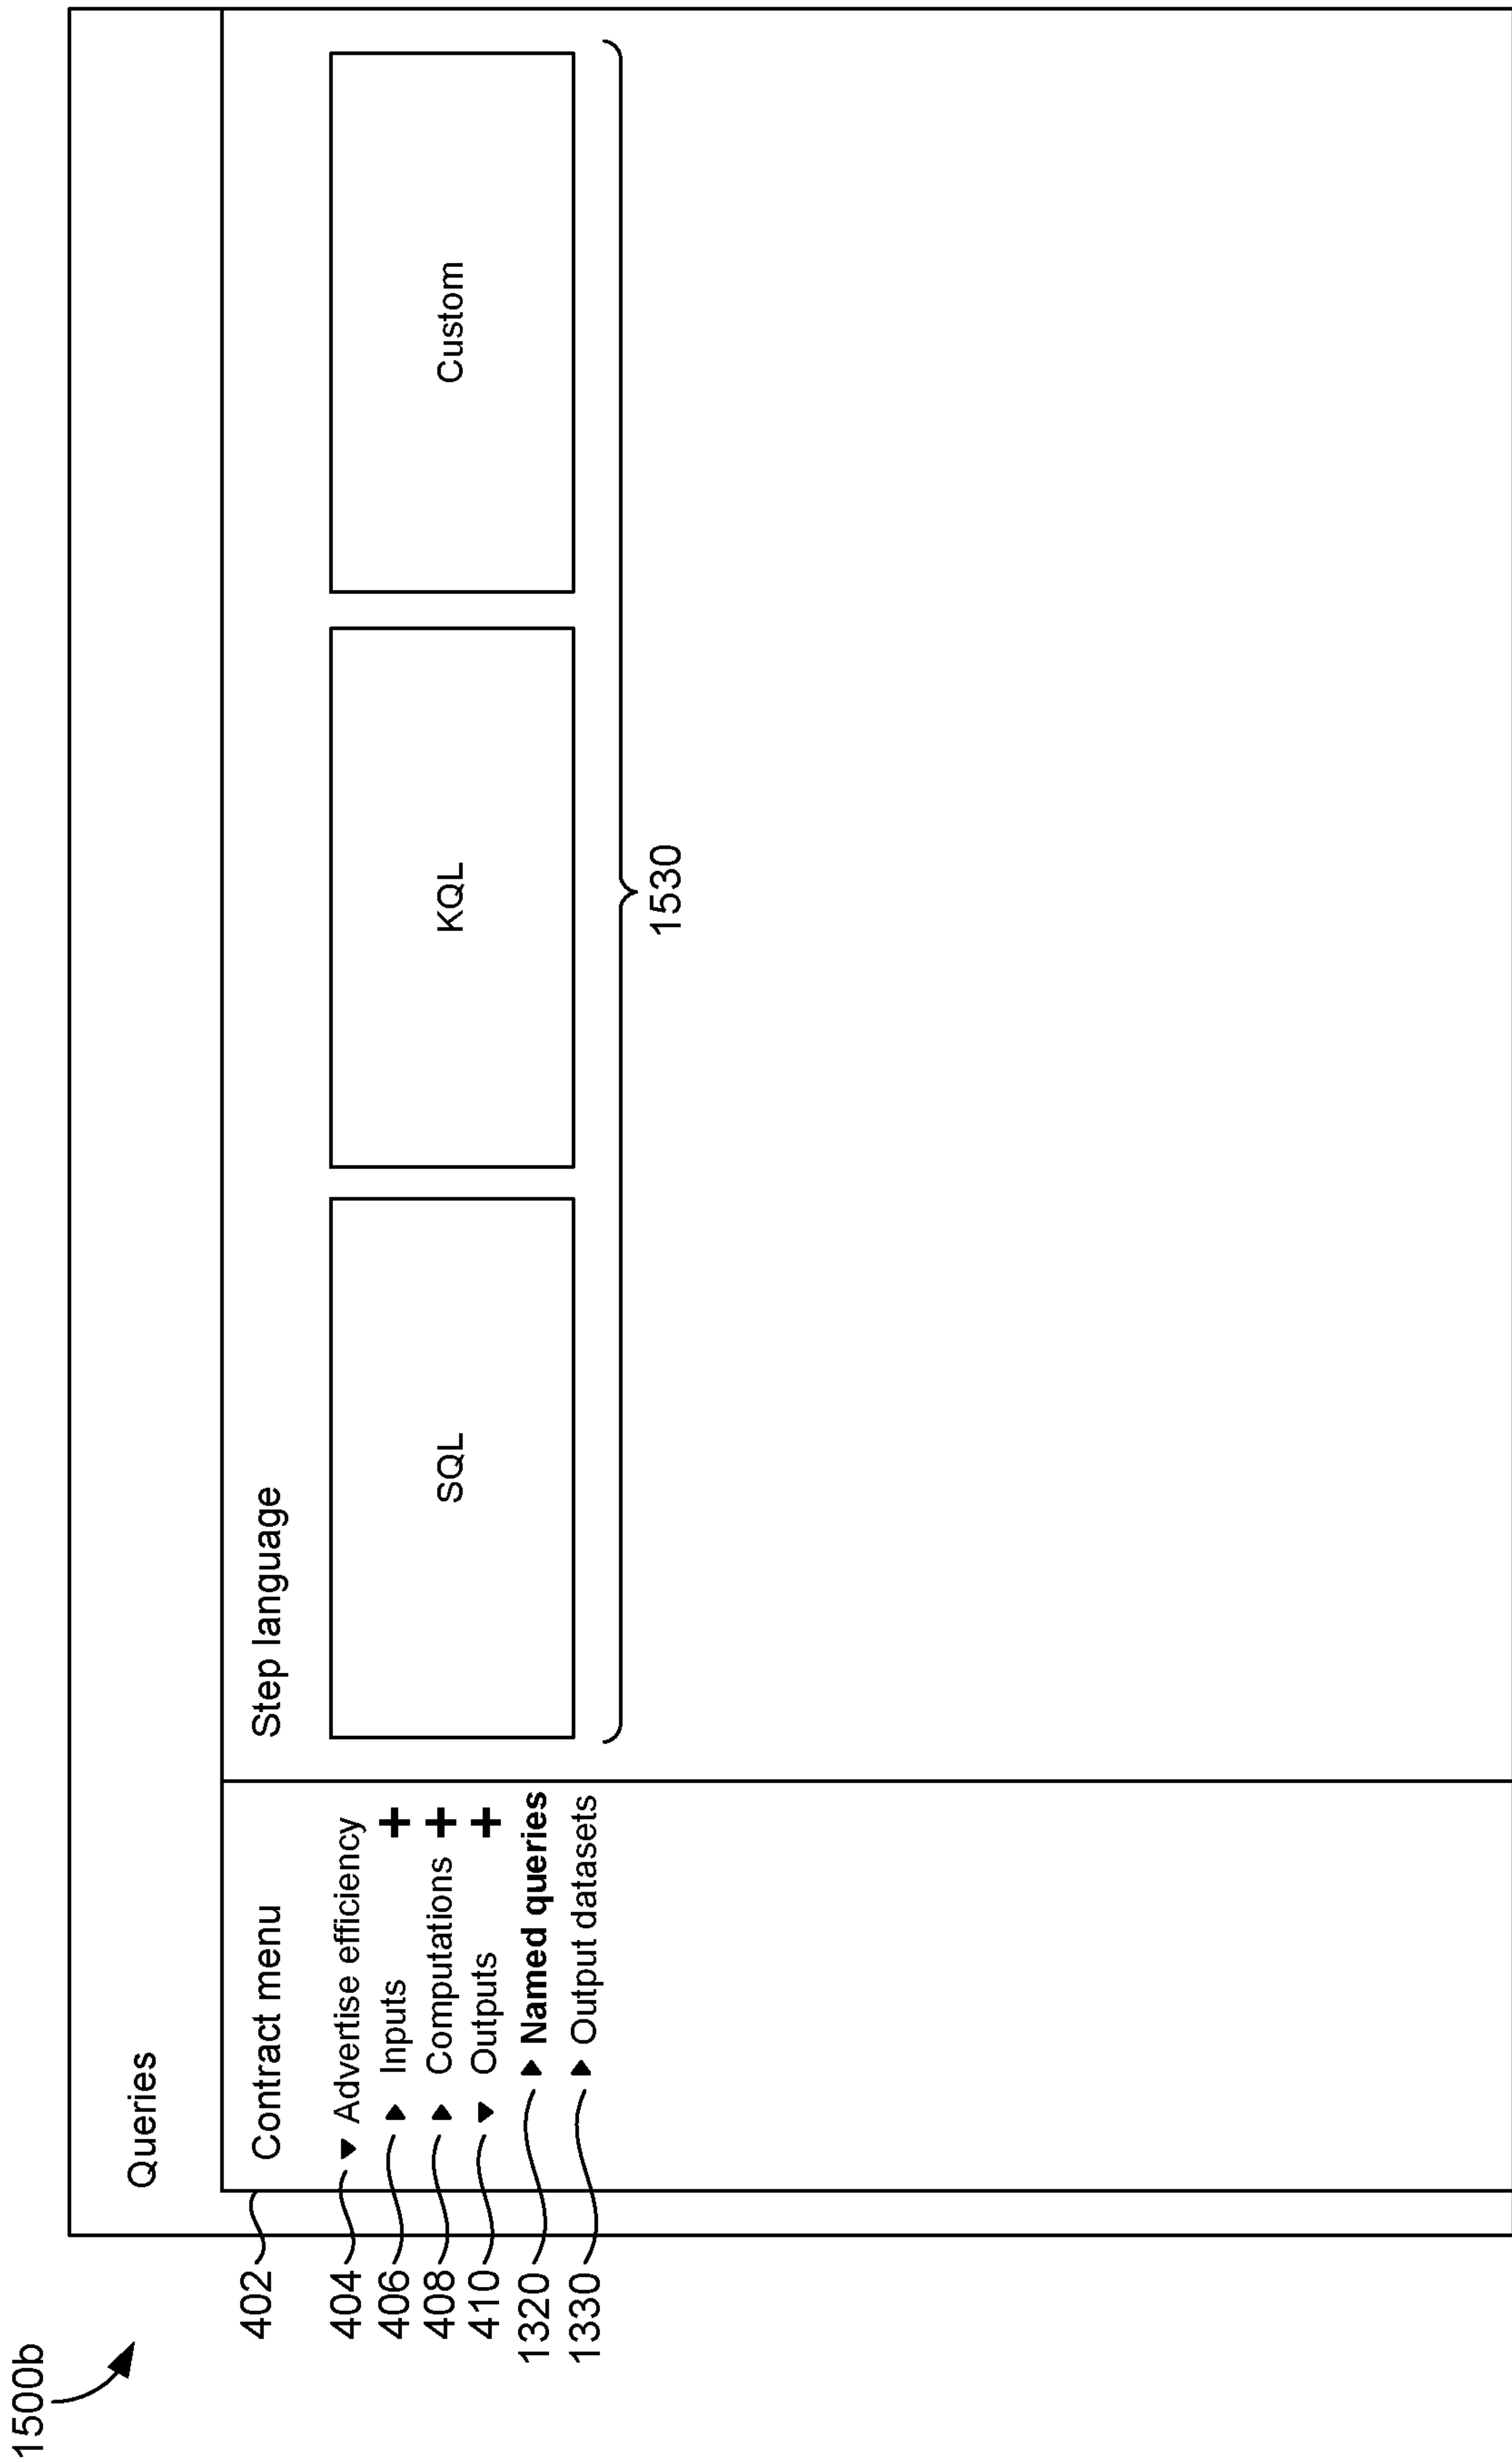 1500b
Queries
402
Contract menu
Step language
404
Advertise efficiency
406
Inputs
+
408
Computations
+
410
Outputs
+
1320
Named queries
1330
Output datasets
SQL
KQL
Custom
1530